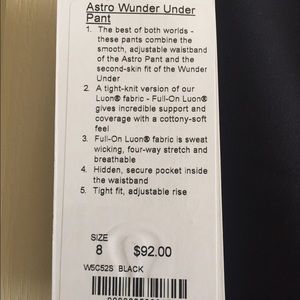 Astro Wunder Under
Pant
1. The best of both worlds -
these pants combine the
smooth, adjustable waistband
of the Astro Pant and the
second-skin fit of the Wunder
Under
2. A tight-knit version of our
Luon® fabric - Full-On Luon®
gives incredible support and
coverage with a cottony-soft
feel
3. Full-On Luon® fabric is sweat
wicking, four-way stretch and
breathable
4. Hidden, secure pocket inside
the waistband
5. Tight fit, adjustable rise
SIZE
8 $92.00
W5C52S BLACK